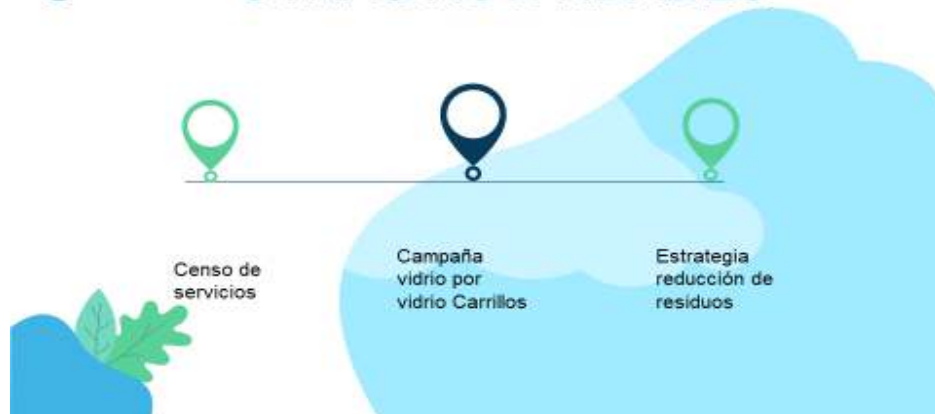 Censo de
servicios
Campaña
vidrio por
vidrio Carrillos
Estrategia
reducción de
residuos